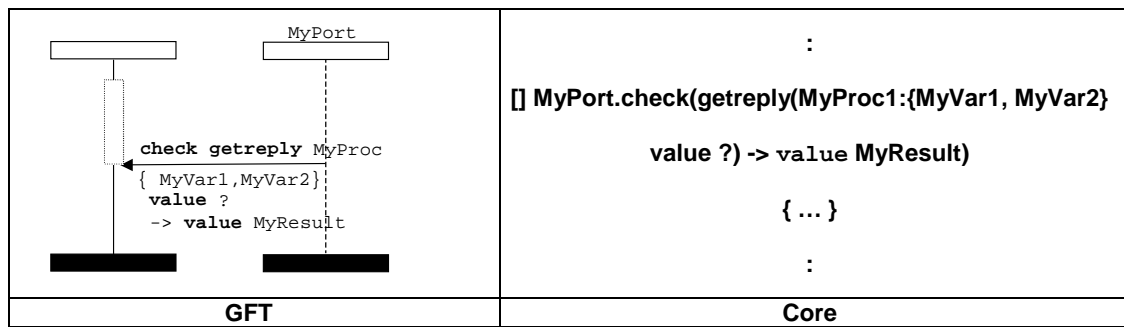 MyPort
check getreply MyProc
{ MyVar1,MyVar2}
value ?
-> value MyResult
GFT
:
[] MyPort.check(getreply(MyProc1:{MyVar1, MyVar2}
value ?) -> value MyResult)
{ … }
:
Core